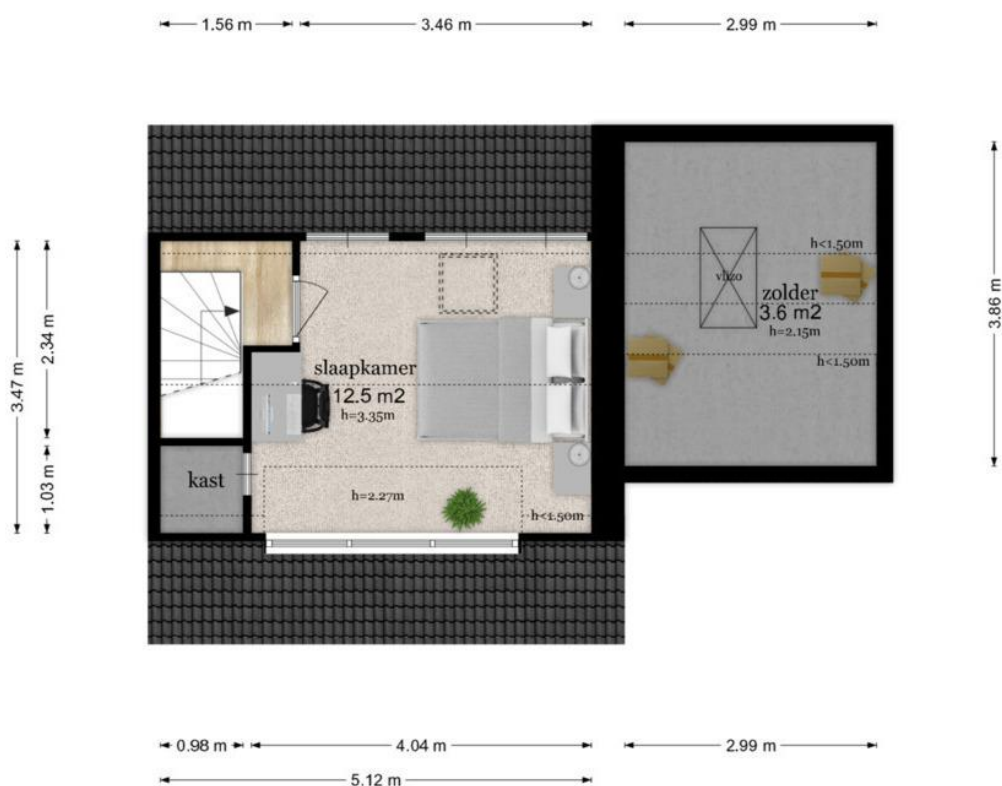 1.56 m
3.46 m
2.99 m
3.47 m
2.34 m
1.03 m
3.86 m
h<1.50m
vlizo
zolder
3.6 m2
h=2.15m
h<1.50m
slaapkamer
12.5 m2
h=3.35m
kast
h=2.27m
h<1.50m
0.98 m
4.04 m
2.99 m
5.12 m